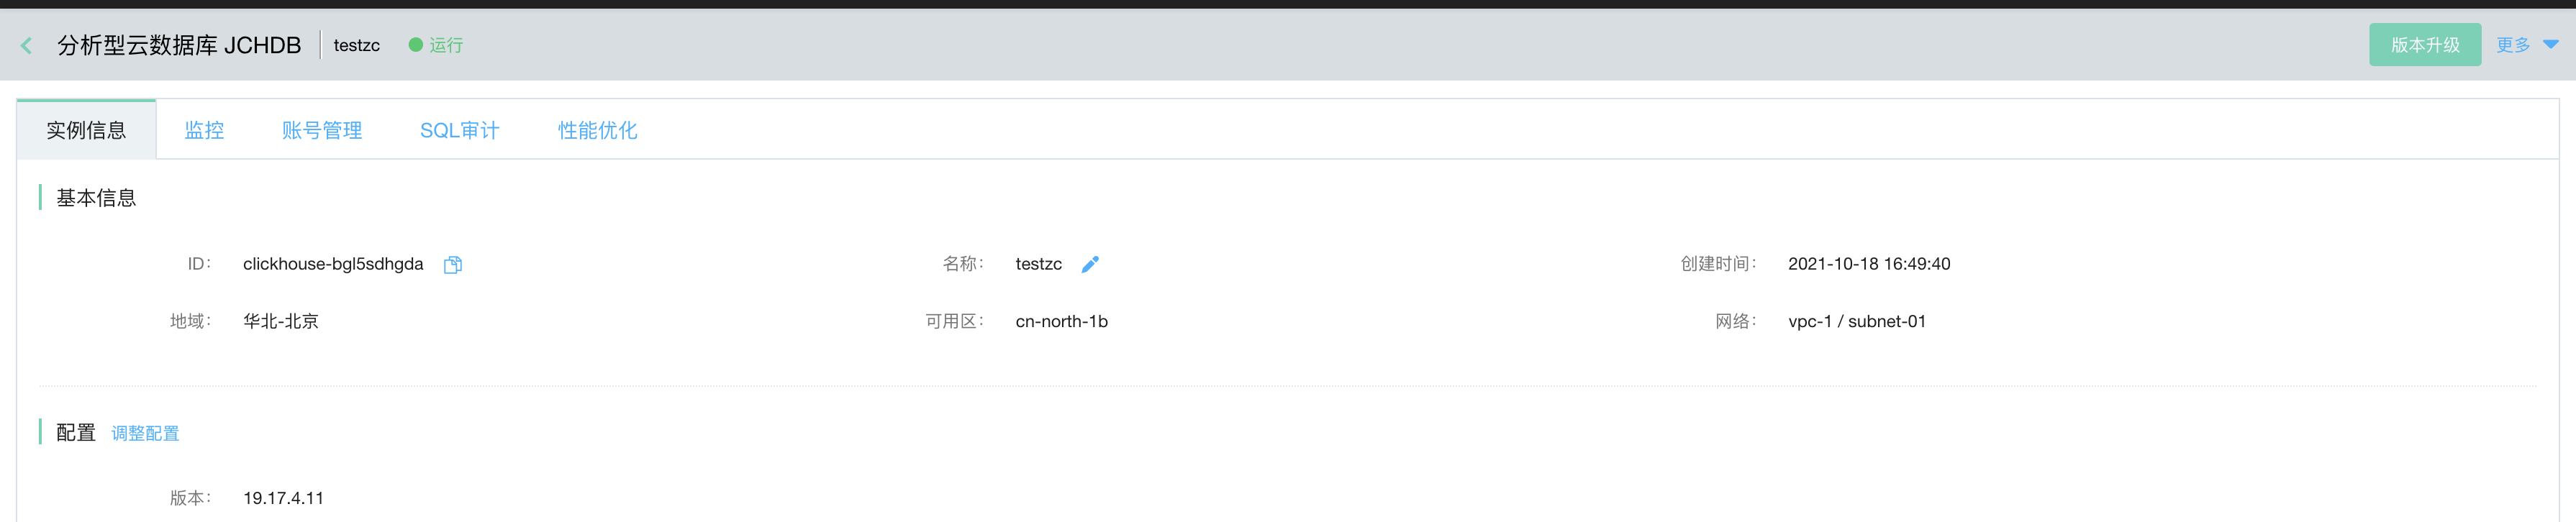 分析型云数据库 JCHDB testzc 运行 版本升级 更多
实例信息 监控 账号管理 SQL审计 性能优化
基本信息
ID: clickhouse-bgl5sdhgda 名称: testzc 创建时间: 2021-10-18 16:49:40
地域: 华北-北京 可用区: cn-north-1b 网络: vpc-1 / subnet-01
配置 调整配置
版本: 19.17.4.11